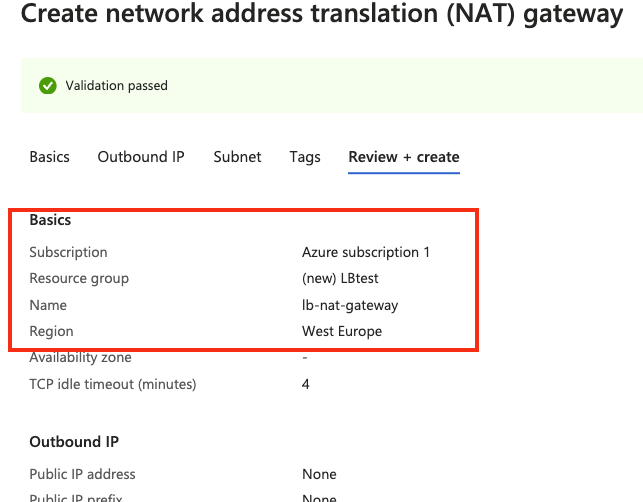 Create network address translation (NAT) gateway
Validation passed
Basics Outbound IP Subnet Tags Review + create
Basics
Subscription Azure subscription 1
Resource group (new) LBtest
Name lb-nat-gateway
Region West Europe
Availability zone -
TCP idle timeout (minutes) 4
Outbound IP
Public IP address None
Public IP prefix None